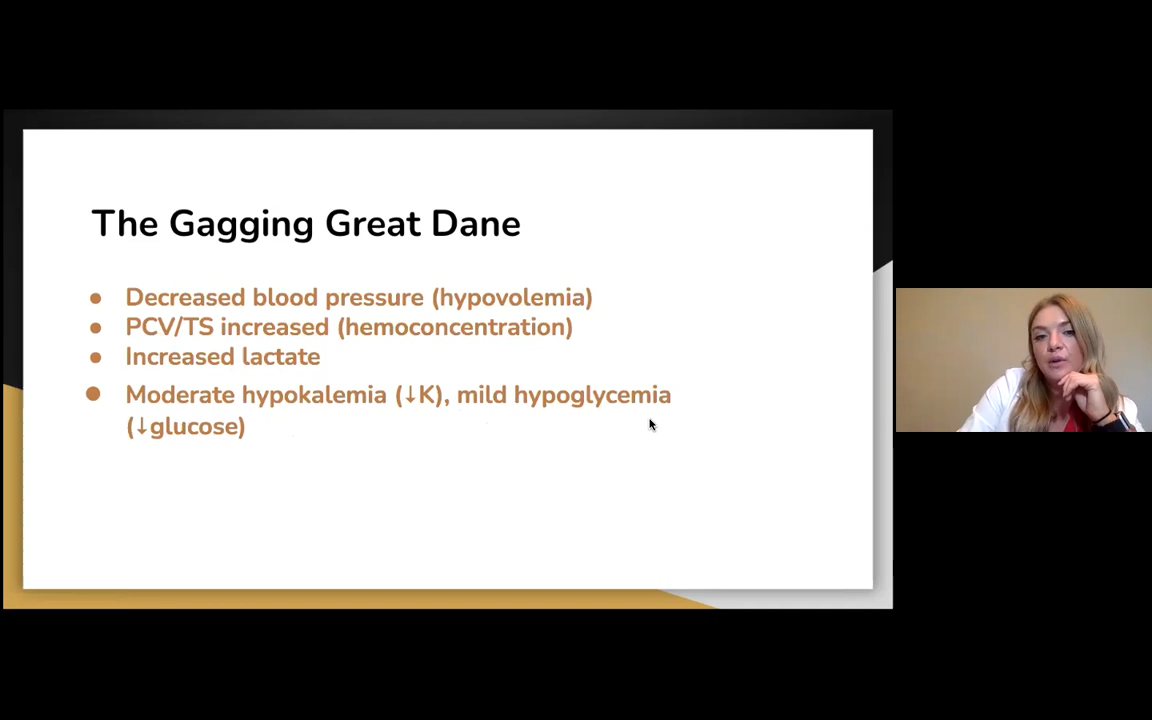 The Gagging Great Dane
● Decreased blood pressure (hypovolemia)
● PCV/TS increased (hemoconcentration)
● Increased lactate
● Moderate hypokalemia (↓K), mild hypoglycemia
(↓glucose)